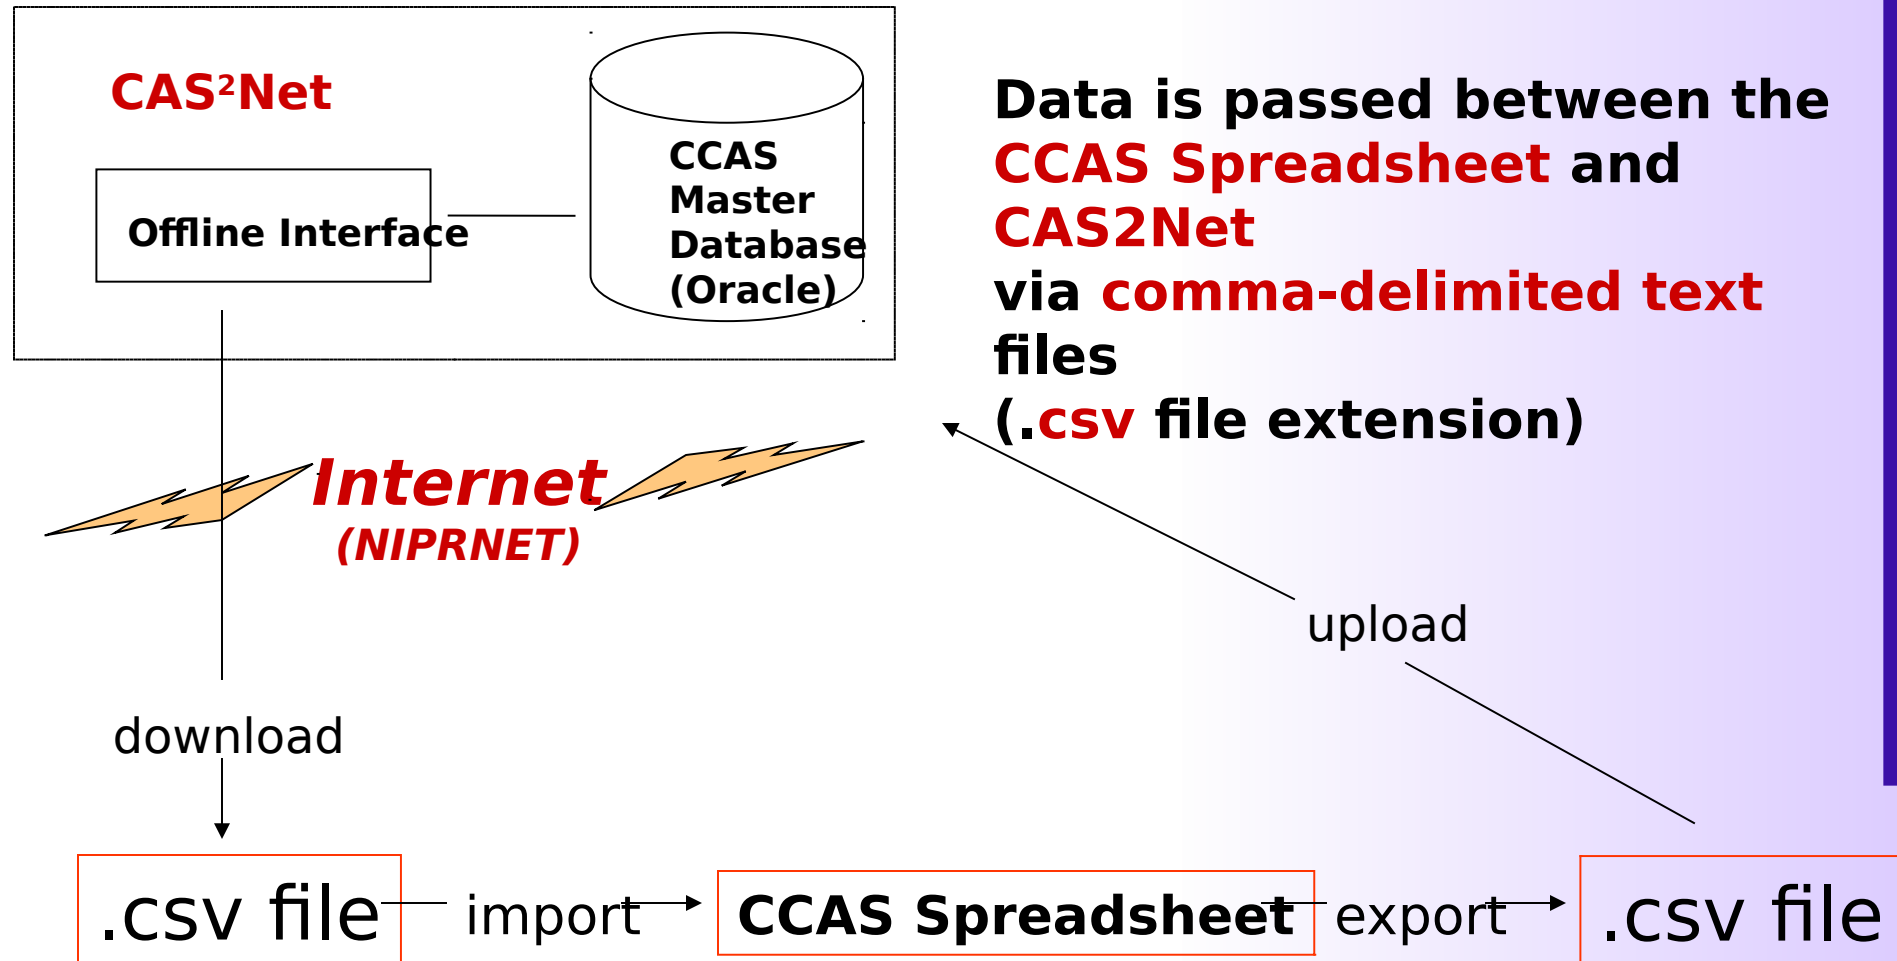 CAS²Net
Offline Interface
CCAS
Master
Database
(Oracle)
Data is passed between the
CCAS Spreadsheet and
CAS2Net
via comma-delimited text
files
(.csv file extension)
Internet
(NIPRNET)
upload
download
.csv file
import
CCAS Spreadsheet
export
.csv file